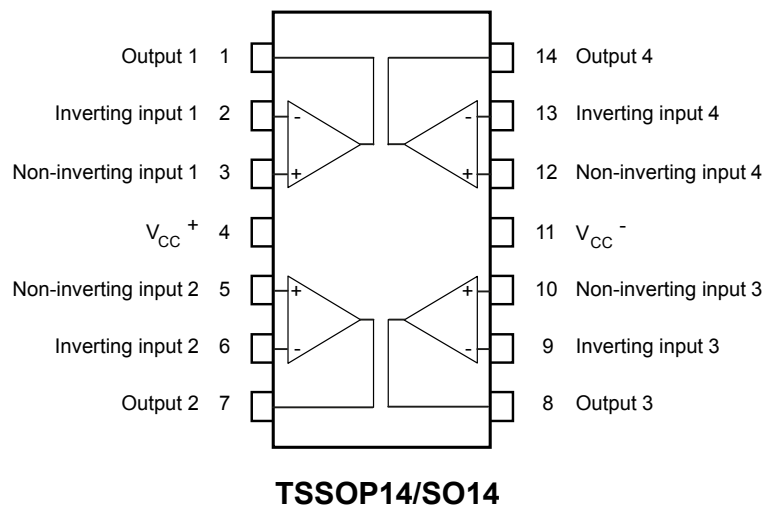 Output 1 1 14 Output 4
Inverting input 1 2 - - 13 Inverting input 4
Non-inverting input 1 3 + + 12 Non-inverting input 4
VCC + 4 11 VCC -
Non-inverting input 2 5 + + 10 Non-inverting input 3
Inverting input 2 6 - - 9 Inverting input 3
Output 2 7 8 Output 3
TSSOP14/SO14